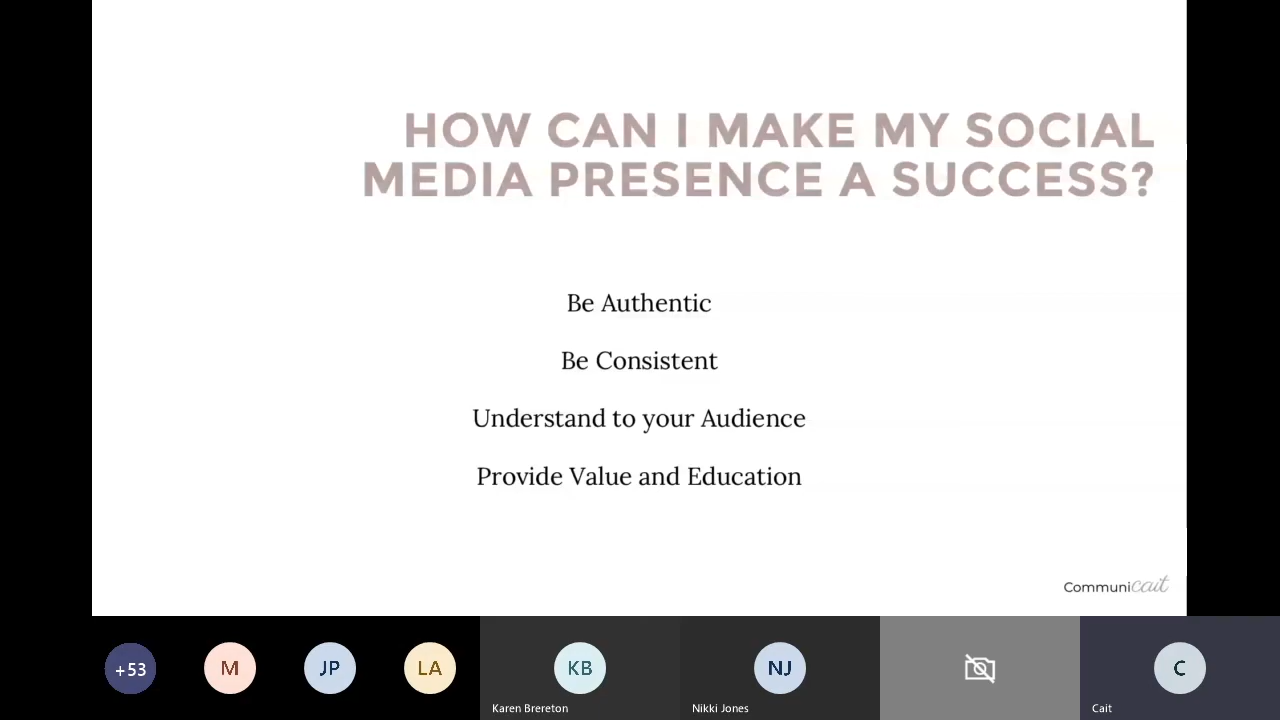 HOW CAN I MAKE MY SOCIAL
MEDIA PRESENCE A SUCCESS?
Be Authentic
Be Consistent
Understand to your Audience
Provide Value and Education
Communicait
+53
M
JP
LA
KB
NJ
C
Karen Brereton
Nikki Jones
Cait